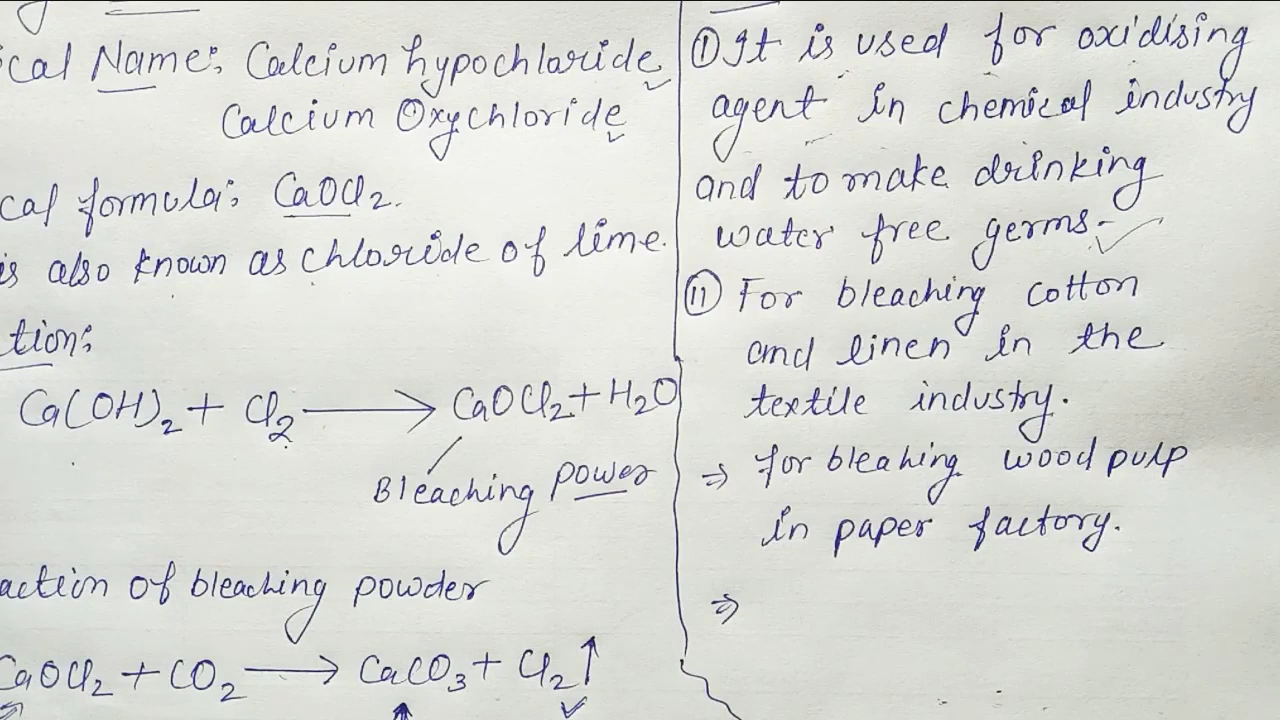 cal Name: Calcium hypochloride
Calcium Oxychloride
cal formula: CaOCl₂.
is also known as chloride of lime.
tion:
Ca(OH)₂ + Cl₂ ⟶ CaOCl₂ + H₂O
Bleaching power
action of bleaching powder
CaOCl₂ + CO₂ ⟶ CaCO₃ + Cl₂↑
① It is used for oxidising
agent in chemical industry
and to make drinking
water free germs-
⑪ For bleaching cotton
and linen in the
textile industry.
⇒ for bleahing wood pulp
in paper factory.
⇒